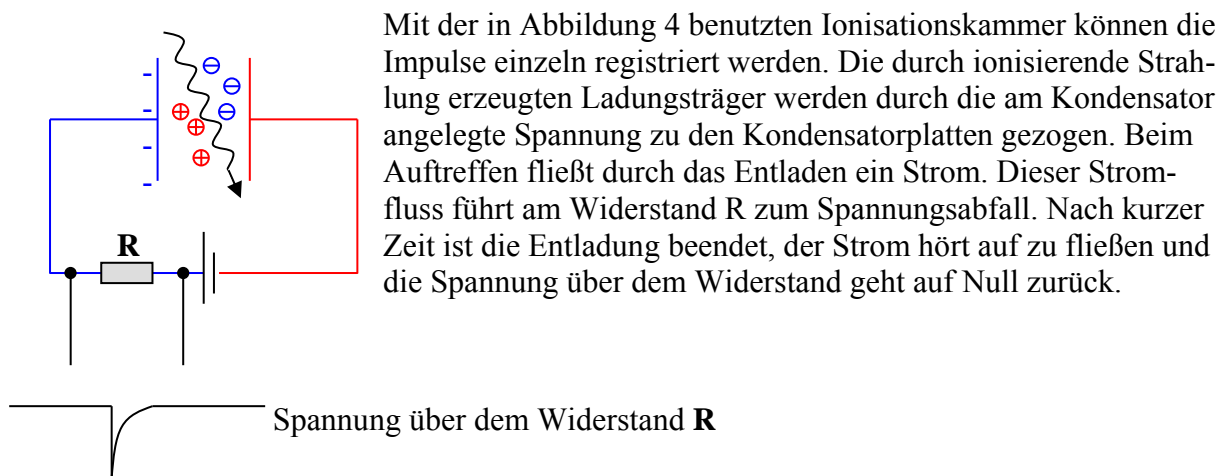 Mit der in Abbildung 4 benutzten Ionisationskammer können die
Impulse einzeln registriert werden. Die durch ionisierende Strah-
lung erzeugten Ladungsträger werden durch die am Kondensator
angelegte Spannung zu den Kondensatorplatten gezogen. Beim
Auftreffen fließt durch das Entladen ein Strom. Dieser Strom-
fluss führt am Widerstand R zum Spannungsabfall. Nach kurzer
Zeit ist die Entladung beendet, der Strom hört auf zu fließen und
die Spannung über dem Widerstand geht auf Null zurück.
R
Spannung über dem Widerstand R